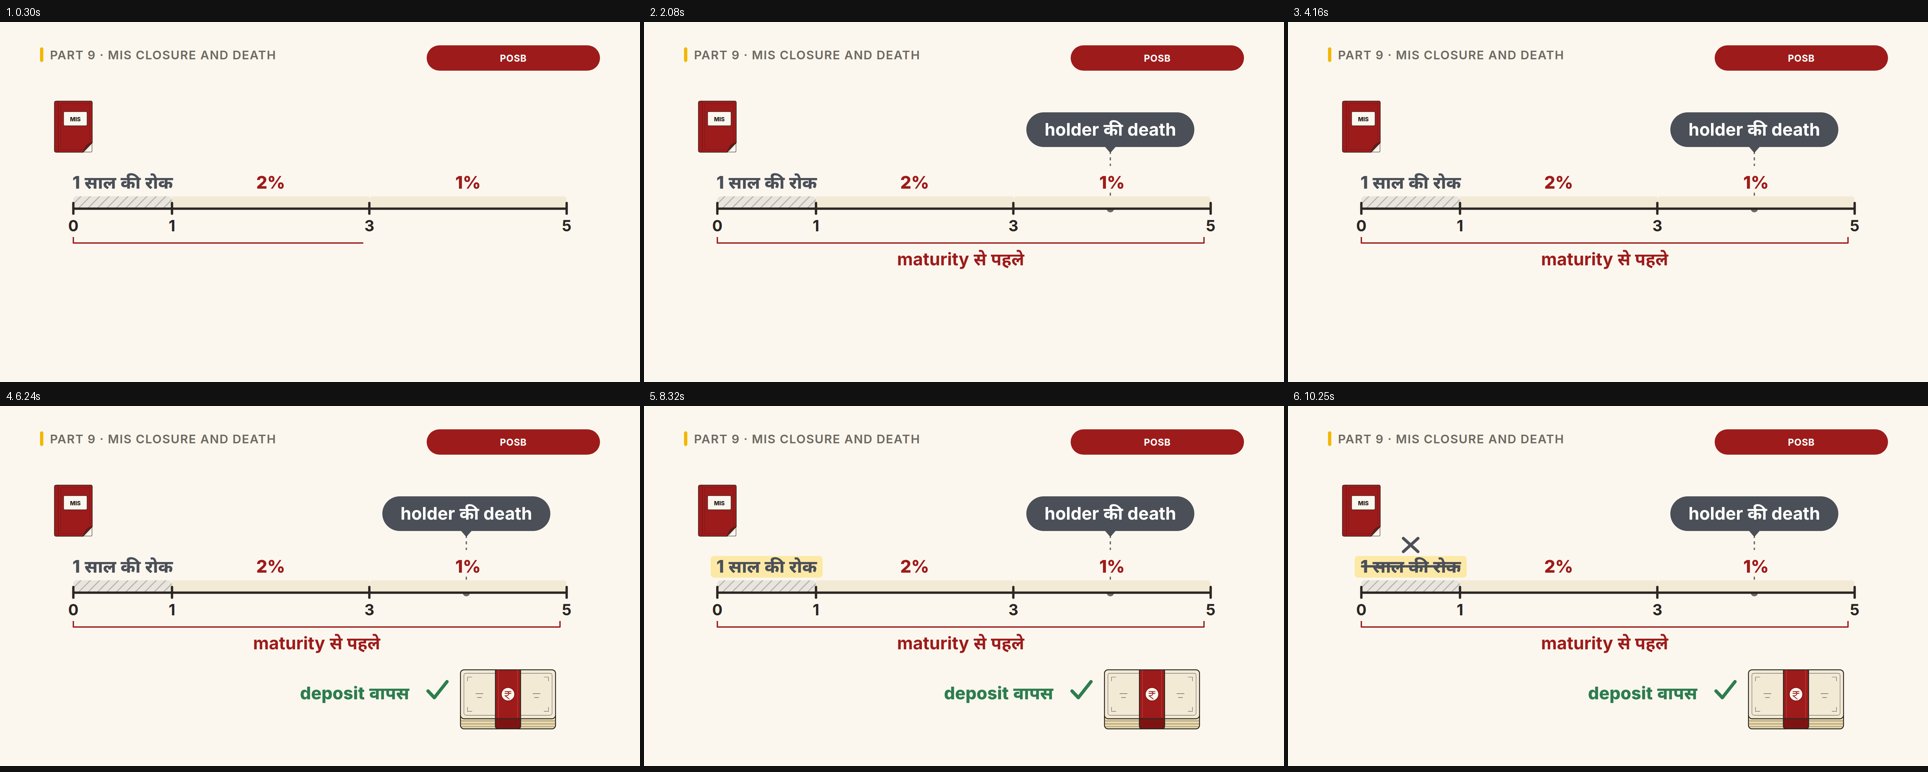 1. 0.30s
PART 9 · MIS CLOSURE AND DEATH
POSB
MIS
1 साल की रोक 2% 1%
0 1 3 5
2. 2.08s
PART 9 · MIS CLOSURE AND DEATH
POSB
MIS
holder की death
1 साल की रोक 2% 1%
0 1 3 5
maturity से पहले
3. 4.16s
PART 9 · MIS CLOSURE AND DEATH
POSB
MIS
holder की death
1 साल की रोक 2% 1%
0 1 3 5
maturity से पहले
4. 6.24s
PART 9 · MIS CLOSURE AND DEATH
POSB
MIS
holder की death
1 साल की रोक 2% 1%
0 1 3 5
maturity से पहले
deposit वापस
₹
5. 8.32s
PART 9 · MIS CLOSURE AND DEATH
POSB
MIS
holder की death
1 साल की रोक 2% 1%
0 1 3 5
maturity से पहले
deposit वापस
₹
6. 10.25s
PART 9 · MIS CLOSURE AND DEATH
POSB
MIS
holder की death
1 साल की रोक 2% 1%
0 1 3 5
maturity से पहले
deposit वापस
₹